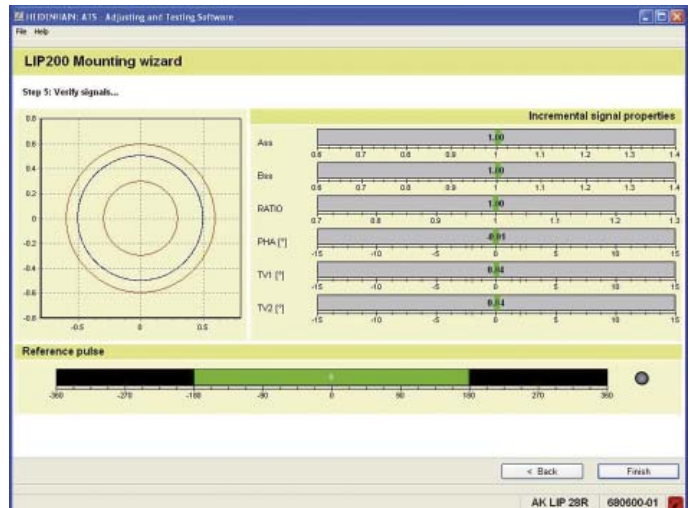 HEIDENHAIN: ATS - Adjusting and Testing Software
File Help
LIP200 Mounting wizard
Step 5: Verify signals...
Incremental signal properties
0.8
0.6
0.4
0.2
0
-0.2
-0.4
-0.6
-0.8
-0.5 0 0.5
Ass 1.00
0.6 0.7 0.8 0.9 1 1.1 1.2 1.3 1.4
Bss 1.00
0.6 0.7 0.8 0.9 1 1.1 1.2 1.3 1.4
RATIO 1.00
0.7 0.8 0.9 1 1.1 1.2 1.3
PHA [°] -0.01
-15 -10 -5 0 5 10 15
TV1 [°] 0.04
-15 -10 -5 0 5 10 15
TV2 [°] 0.04
-15 -10 -5 0 5 10 15
Reference pulse
0
-360 -270 -180 -90 0 90 180 270 360
< Back Finish
AK LIP 28R 680600-01